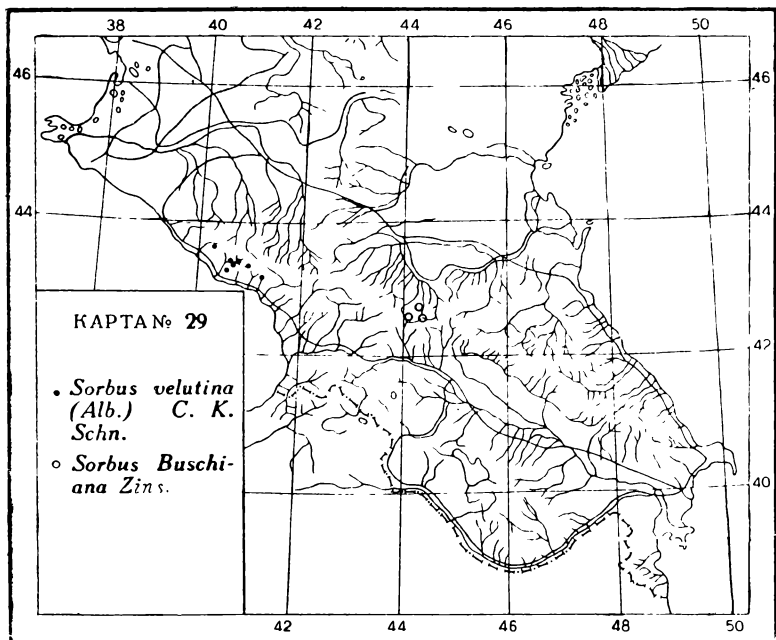 38 40 42 44 46 48 50
46 46
44 44
42
40
КАРТА № 29
Sorbus velutina
(Alb.) C. K.
Schn.
Sorbus Buschi-
ana Zins.
42 44 46 48 50